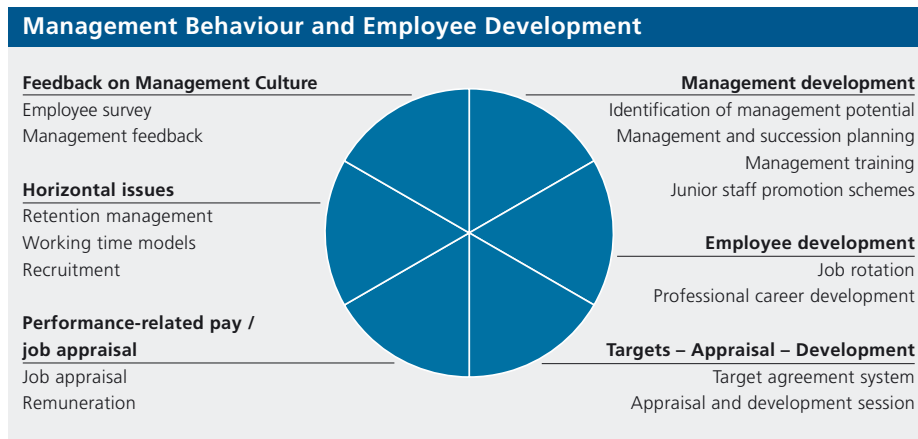 Management Behaviour and Employee Development
Feedback on Management Culture
Employee survey
Management feedback
Horizontal issues
Retention management
Working time models
Recruitment
Performance-related pay /
job appraisal
Job appraisal
Remuneration
Management development
Identification of management potential
Management and succession planning
Management training
Junior staff promotion schemes
Employee development
Job rotation
Professional career development
Targets – Appraisal – Development
Target agreement system
Appraisal and development session